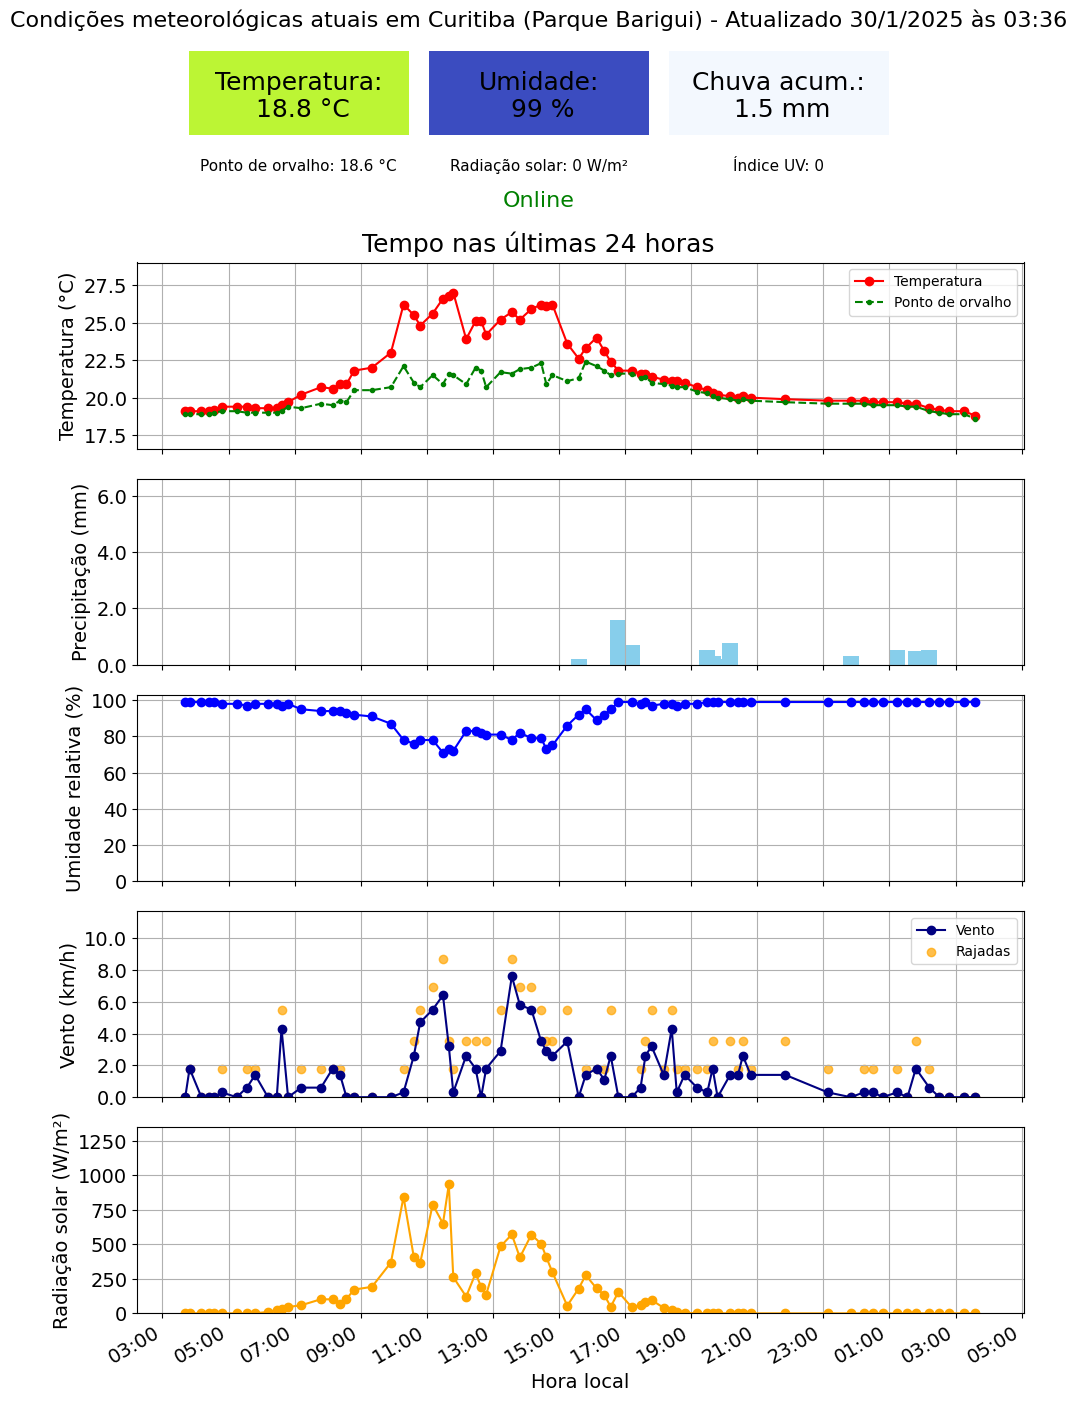 Condições meteorológicas atuais em Curitiba (Parque Barigui) - Atualizado 30/1/2025 às 03:36
Temperatura:
18.8 °C
Umidade:
99 %
Chuva acum.:
1.5 mm
Ponto de orvalho: 18.6 °C
Radiação solar: 0 W/m²
Índice UV: 0
Online
Tempo nas últimas 24 horas
Temperatura (°C)
27.5
25.0
22.5
20.0
17.5
Temperatura
Ponto de orvalho
Precipitação (mm)
6.0
4.0
2.0
0.0
Umidade relativa (%)
100
80
60
40
20
0
Vento (km/h)
10.0
8.0
6.0
4.0
2.0
0.0
Vento
Rajadas
Radiação solar (W/m²)
1250
1000
750
500
250
0
03:00
05:00
07:00
09:00
11:00
13:00
15:00
17:00
19:00
21:00
23:00
01:00
03:00
05:00
Hora local